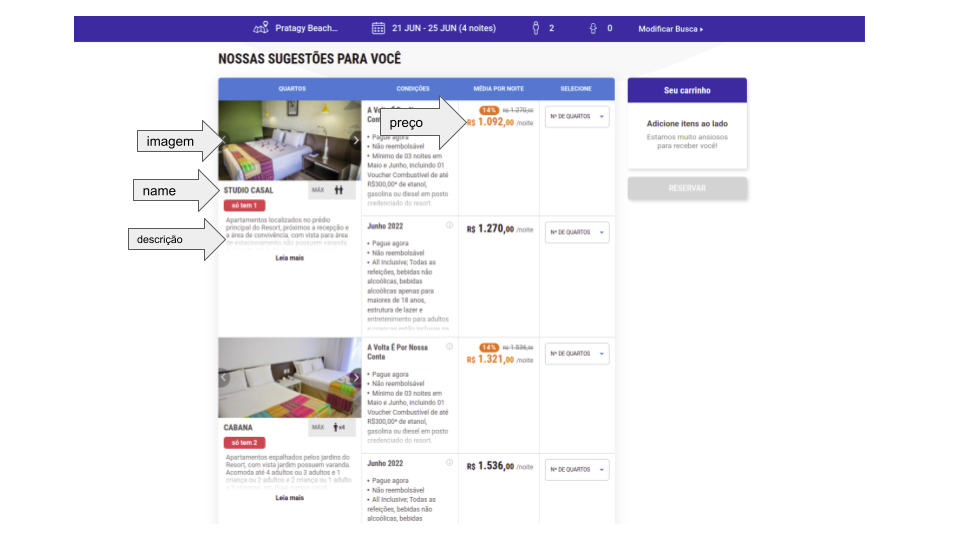 Pratagy Beach...
21 JUN - 25 JUN (4 noites)
2
0
Modificar Busca
NOSSAS SUGESTÕES PARA VOCÊ
QUARTOS
CONDIÇÕES
MÉDIA POR NOITE
SELECIONE
Seu carrinho
Adicione itens ao lado
Estamos muito ansiosos
para receber você!
RESERVAR
imagem
name
descrição
preço
STUDIO CASAL
MÁX
só tem 1
Apartamentos localizados no prédio
principal do Resort, próximos a recepção e
a área de convivência, com vista para área
de estacionamento não possuem varanda.
Leia mais
• Pague agora
• Não reembolsável
• Mínimo de 03 noites em
Maio e Junho, incluindo 01
Voucher Combustível de até
R$300,00* de etanol,
gasolina ou diesel em posto
credenciado do resort.
14% R$ 1.270,00
R$ 1.092,00 /noite
Nº DE QUARTOS
Junho 2022
• Pague agora
• Não reembolsável
• All Inclusive; Todas as
refeições, bebidas não
alcoólicas, bebidas
alcoólicas apenas para
maiores de 18 anos,
estrutura de lazer e
entretenimento para adultos
e crianças estão inclusas na
R$ 1.270,00 /noite
Nº DE QUARTOS
CABANA
MÁX x4
só tem 2
Apartamentos espalhados pelos jardins do
Resort, com vista jardim possuem varanda.
Acomoda até 4 adultos ou 3 adultos e 1
criança ou 2 adultos e 2 criança ou 1 adulto
Leia mais
A Volta É Por Nossa
Conta
• Pague agora
• Não reembolsável
• Mínimo de 03 noites em
Maio e Junho, incluindo 01
Voucher Combustível de até
R$300,00* de etanol,
gasolina ou diesel em posto
credenciado do resort.
14% R$ 1.536,00
R$ 1.321,00 /noite
Nº DE QUARTOS
Junho 2022
• Pague agora
• Não reembolsável
• All Inclusive; Todas as
refeições, bebidas não
alcoólicas, bebidas
R$ 1.536,00 /noite
Nº DE QUARTOS